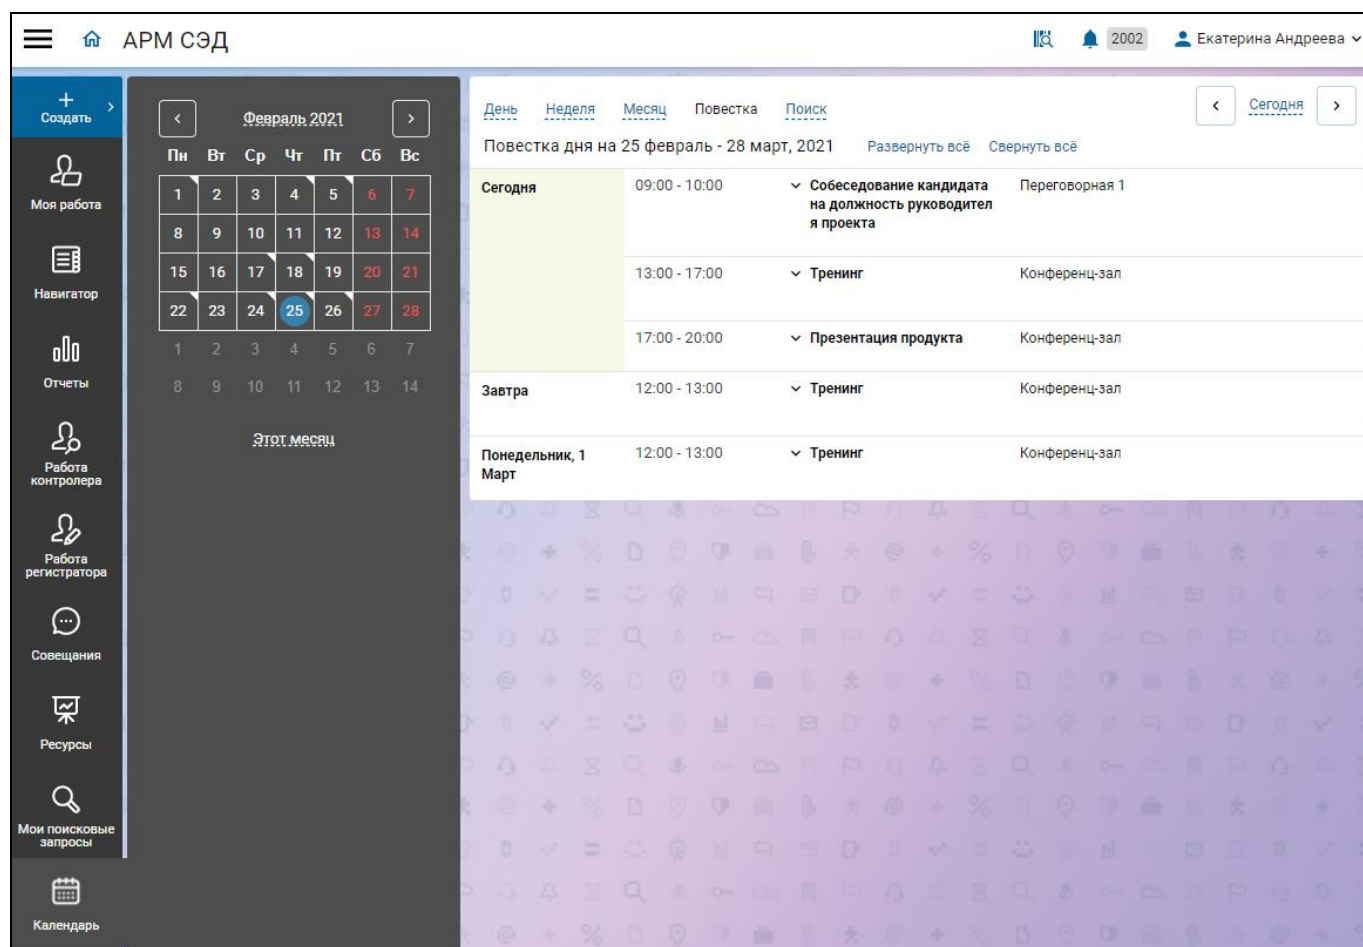 АРМ СЭД
2002
Екатерина Андреева
Создать
Моя работа
Навигатор
Отчеты
Работа
контролера
Работа
регистратора
Совещания
Ресурсы
Мои поисковые
запросы
Календарь
Февраль 2021
Пн Вт Ср Чт Пт Сб Вс
1 2 3 4 5 6 7
8 9 10 11 12 13 14
15 16 17 18 19 20 21
22 23 24 25 26 27 28
1 2 3 4 5 6 7
8 9 10 11 12 13 14
Этот месяц
День Неделя Месяц Повестка Поиск
Сегодня
Повестка дня на 25 февраль - 28 март, 2021 Развернуть всё Свернуть всё
Сегодня 09:00 - 10:00 Собеседование кандидата Переговорная 1
на должность руководител
я проекта
13:00 - 17:00 Тренинг Конференц-зал
17:00 - 20:00 Презентация продукта Конференц-зал
Завтра 12:00 - 13:00 Тренинг Конференц-зал
Понедельник, 1 12:00 - 13:00 Тренинг Конференц-зал
Март